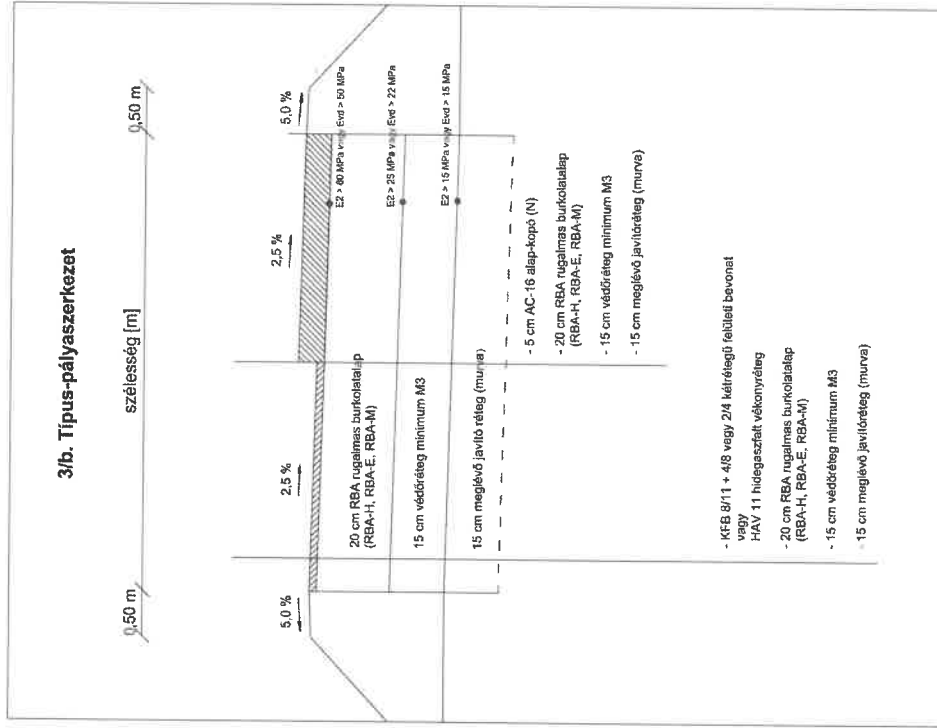 3/b. Típus-pályaszerkezet
0,50 m
szélesség [m]
0,50 m
5,0 %
2,5 %
2,5 %
5,0 %
E2 > 80 MPa vagy Evd > 50 MPa
E2 > 25 MPa vagy Evd > 22 MPa
E2 > 15 MPa vagy Evd > 15 MPa
20 cm RBA rugalmas burkolatalap
(RBA-H, RBA-E, RBA-M)
15 cm védőréteg minimum M3
15 cm meglévő javító réteg (murva)
- 5 cm AC-16 alap-kopó (N)
- 20 cm RBA rugalmas burkolatalap
(RBA-H, RBA-E, RBA-M)
- 15 cm védőréteg minimum M3
- 15 cm meglévő javítóréteg (murva)
- KFB 8/11 + 4/8 vagy 2/4 kétrétegű felületi bevonat
vagy
HAV 11 hidegaszfalt vékonyréteg
- 20 cm RBA rugalmas burkolatalap
(RBA-H, RBA-E, RBA-M)
- 15 cm védőréteg minimum M3
- 15 cm meglévő javítóréteg (murva)